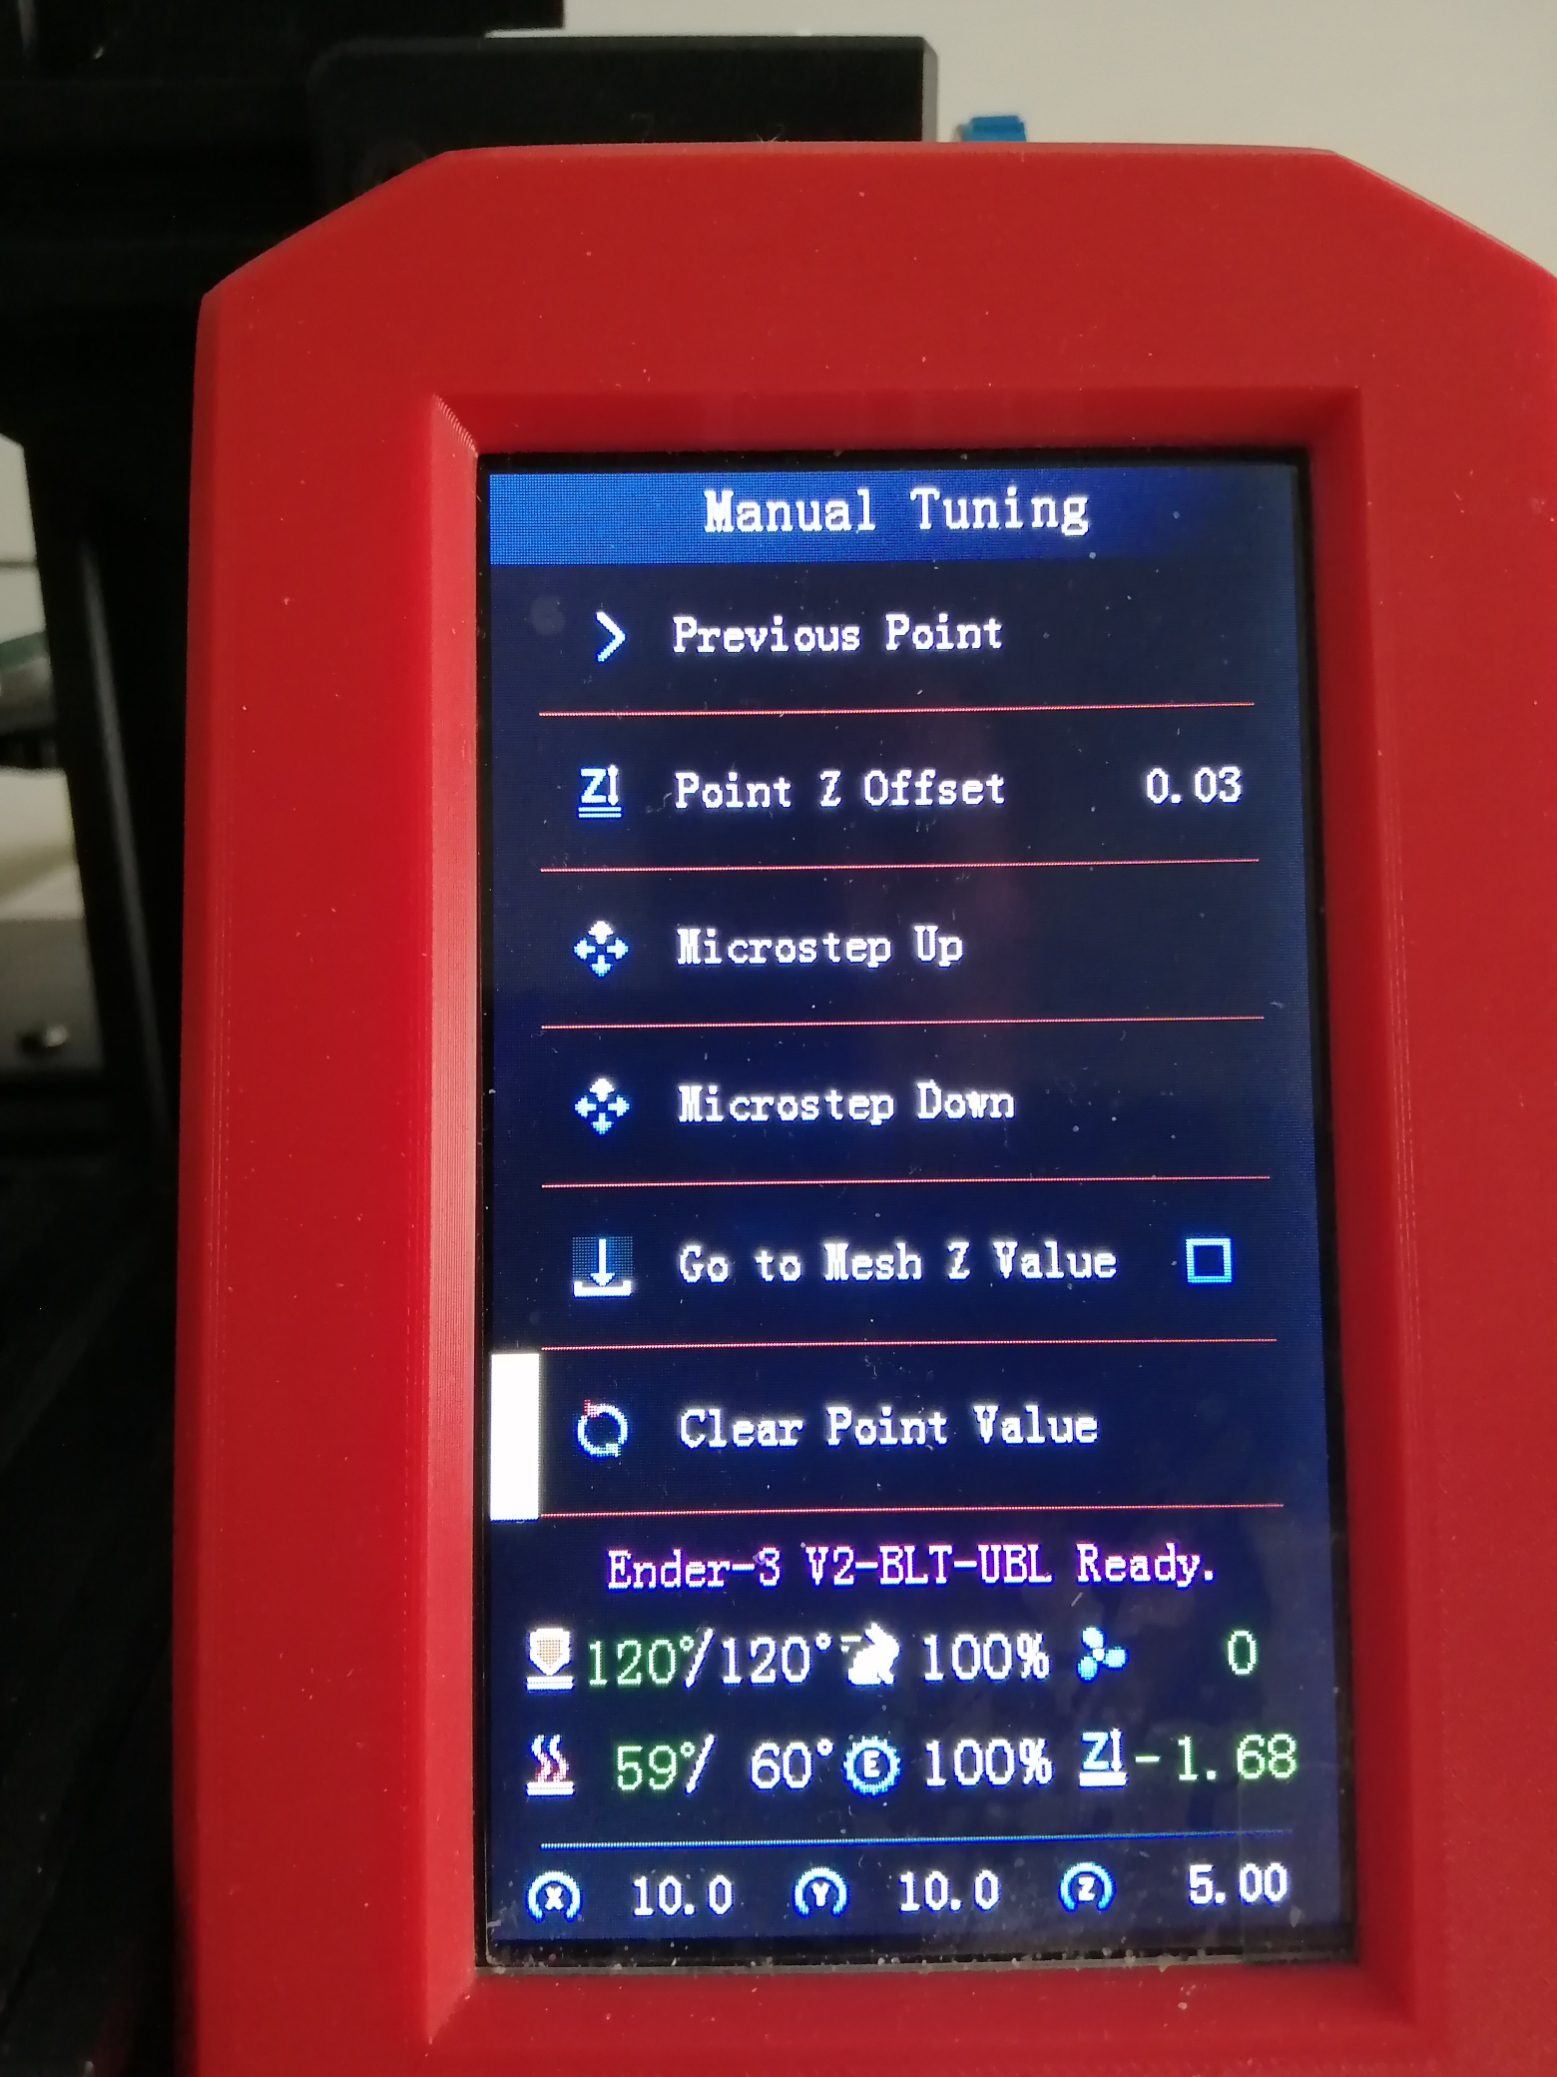 Manual Tuning
Previous Point
Point Z Offset 0.03
Microstep Up
Microstep Down
Go to Mesh Z Value
Clear Point Value
Ender-3 V2-BLT-UBL Ready.
120°/120° 100% 0
59°/ 60° E 100% Z -1.68
X 10.0 Y 10.0 Z 5.00